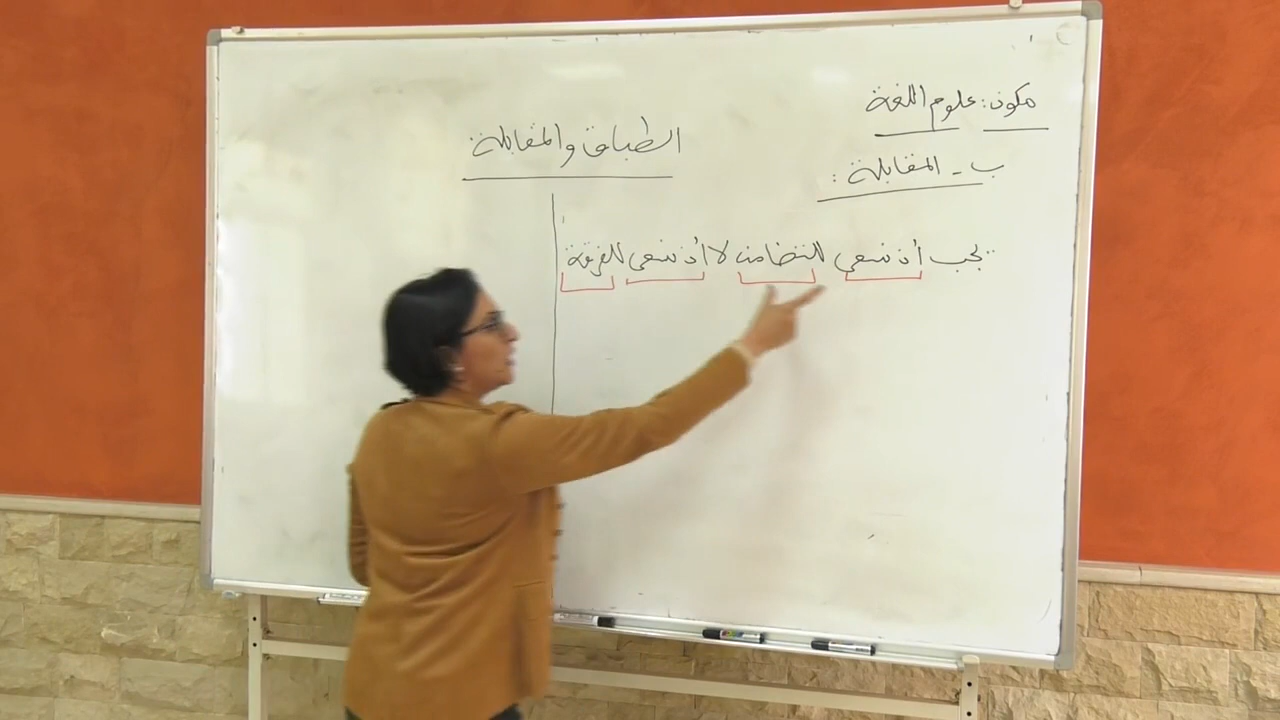 مكون: علوم اللغة
الطباق والمقابلة
ب - المقابلة :
يجب أن نسعى للتضامن لا أن نسعى للفرقة